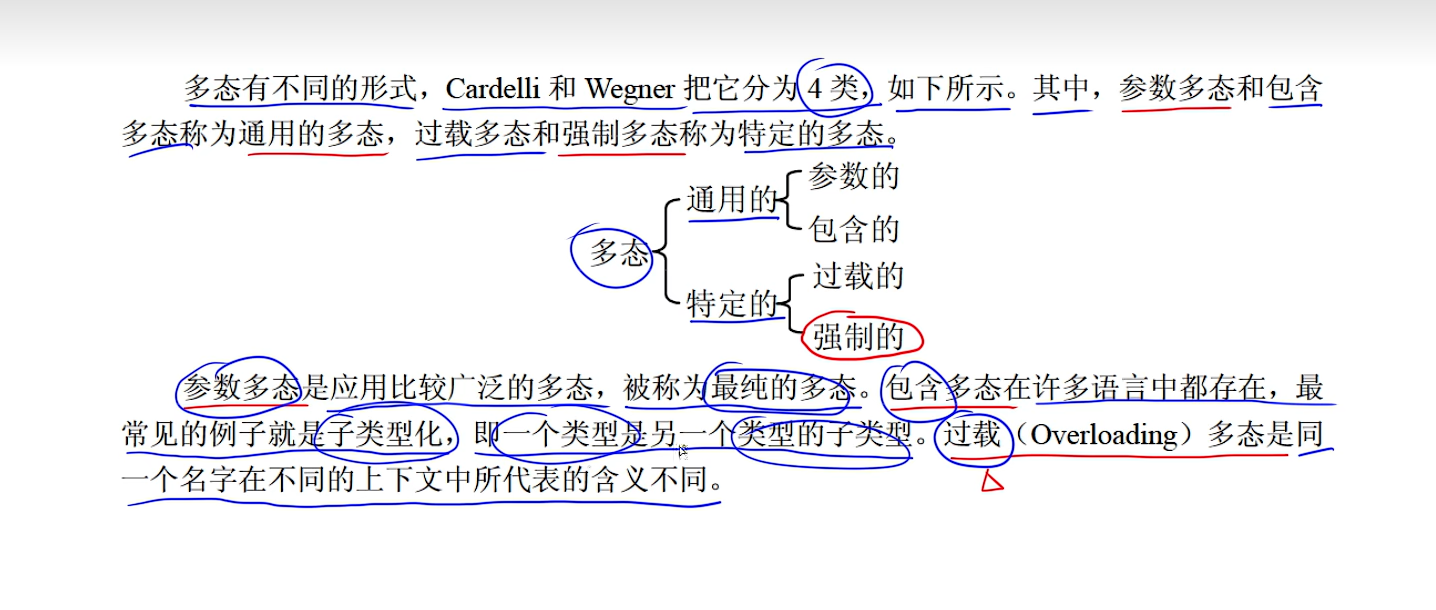 多态有不同的形式，Cardelli 和 Wegner 把它分为 4 类，如下所示。其中，参数多态和包含
多态称为通用的多态，过载多态和强制多态称为特定的多态。
参数的
通用的
包含的
多态
过载的
特定的
强制的
参数多态是应用比较广泛的多态，被称为最纯的多态。包含多态在许多语言中都存在，最
常见的例子就是子类型化，即一个类型是另一个类型的子类型。过载（Overloading）多态是同
一个名字在不同的上下文中所代表的含义不同。